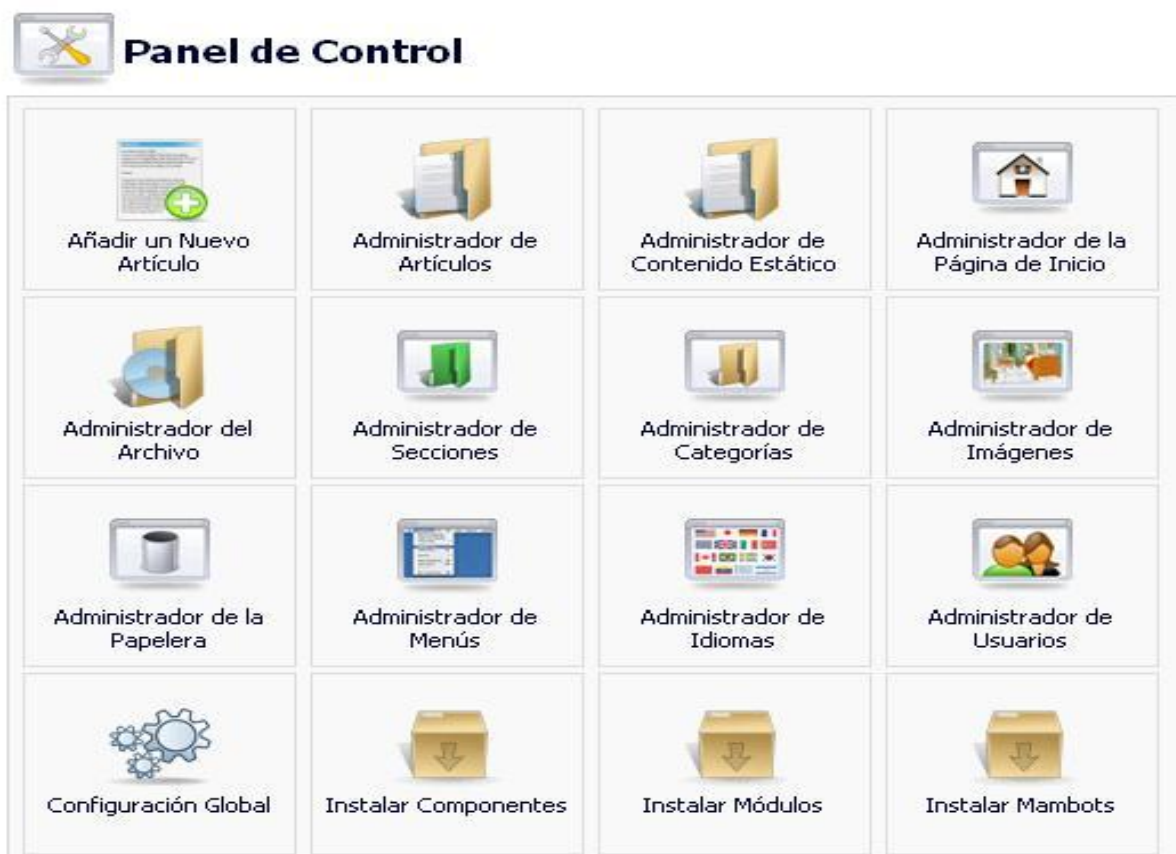 Panel de Control
Añadir un Nuevo
Artículo
Administrador de
Artículos
Administrador de
Contenido Estático
Administrador de la
Página de Inicio
Administrador del
Archivo
Administrador de
Secciones
Administrador de
Categorías
Administrador de
Imágenes
Administrador de la
Papelera
Administrador de
Menús
Administrador de
Idiomas
Administrador de
Usuarios
Configuración Global
Instalar Componentes
Instalar Módulos
Instalar Mambots